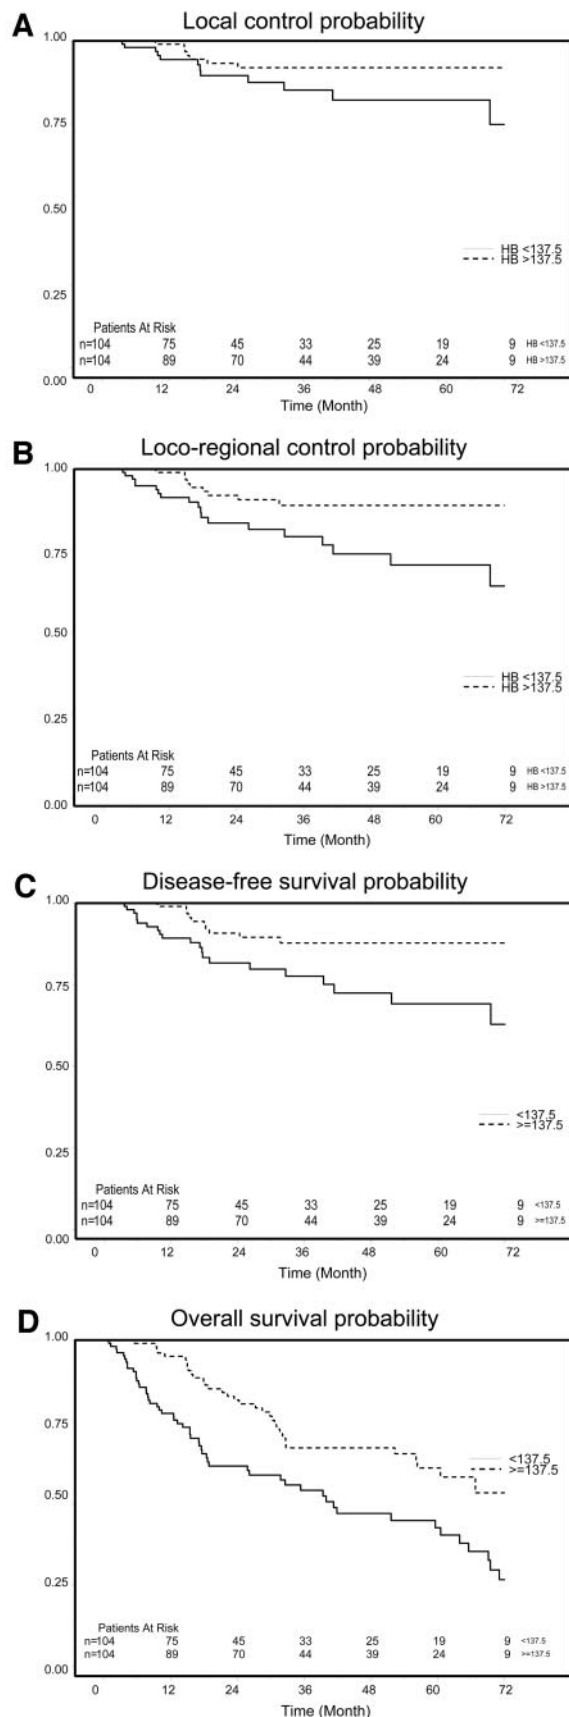 A Local control probability
1.00
0.75
0.50
HB <137.5
HB >137.5
0.25
Patients At Risk
n=104 75 45 33 25 19 9 HB <137.5
n=104 89 70 44 39 24 9 HB >137.5
0.00
0 12 24 36 48 60 72
Time (Month)
B Loco-regional control probability
1.00
0.75
0.50
HB <137.5
HB >137.5
0.25
Patients At Risk
n=104 75 45 33 25 19 9 HB <137.5
n=104 89 70 44 39 24 9 HB >137.5
0.00
0 12 24 36 48 60 72
Time (Month)
C Disease-free survival probability
1.00
0.75
0.50
<137.5
>=137.5
0.25
Patients At Risk
n=104 75 45 33 25 19 9 <137.5
n=104 89 70 44 39 24 9 >=137.5
0.00
0 12 24 36 48 60 72
Time (Month)
D Overall survival probability
1.00
0.75
<137.5
>=137.5
0.50
0.25
Patients At Risk
n=104 75 45 33 25 19 9 <137.5
n=104 89 70 44 39 24 9 >=137.5
0.00
0 12 24 36 48 60 72
Time (Month)